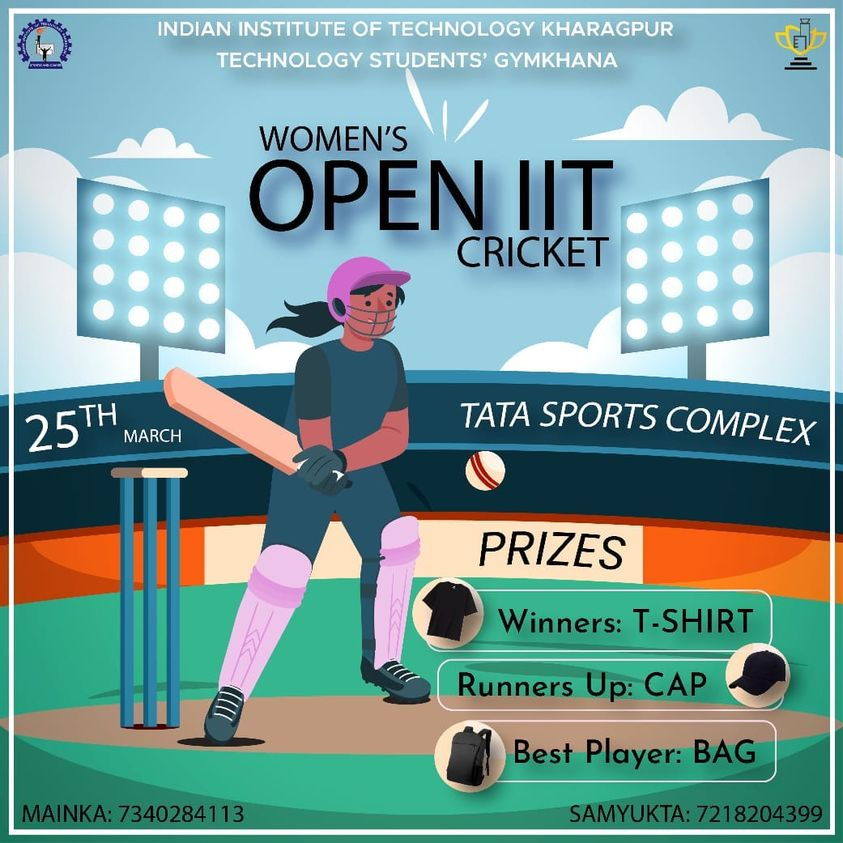 INDIAN INSTITUTE OF TECHNOLOGY KHARAGPUR
TECHNOLOGY STUDENTS' GYMKHANA
WOMEN'S
OPEN IIT
CRICKET
25TH MARCH
TATA SPORTS COMPLEX
PRIZES
Winners: T-SHIRT
Runners Up: CAP
Best Player: BAG
MAINKA: 7340284113
SAMYUKTA: 7218204399